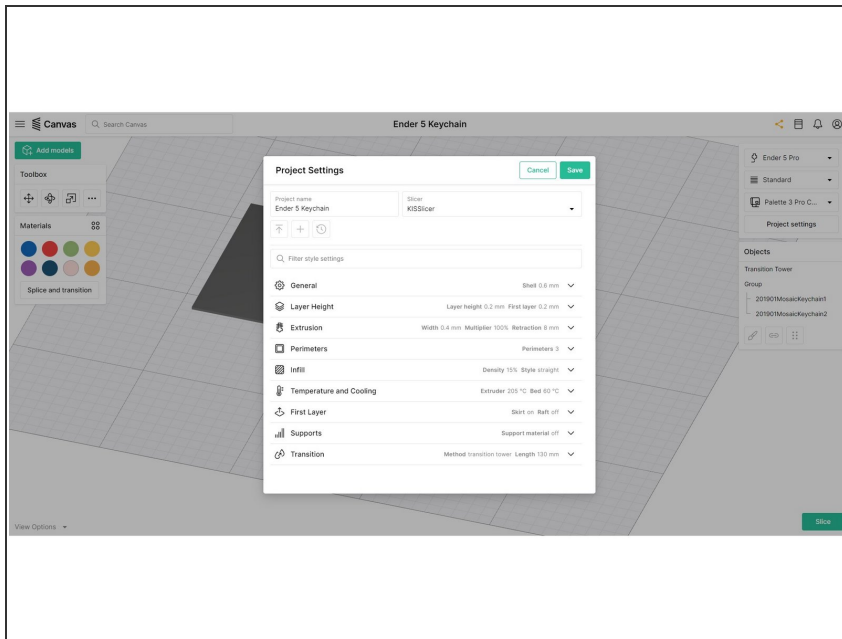 Canvas
Search Canvas
Ender 5 Keychain
Add models
Toolbox
Materials
Splice and transition
Project Settings
Cancel
Save
Project name
Ender 5 Keychain
Slicer
KISSlicer
Filter style settings
General Shell 0.6 mm
Layer Height Layer height 0.2 mm First layer 0.2 mm
Extrusion Width 0.4 mm Multiplier 100% Retraction 8 mm
Perimeters Perimeters 3
Infill Density 15% Style straight
Temperature and Cooling Extruder 205 °C Bed 60 °C
First Layer Skirt on Raft off
Supports Support material off
Transition Method transition tower Length 130 mm
Ender 5 Pro
Standard
Palette 3 Pro C...
Project settings
Objects
Transition Tower
Group
201901MosaicKeychain1
201901MosaicKeychain2
View Options
Slice